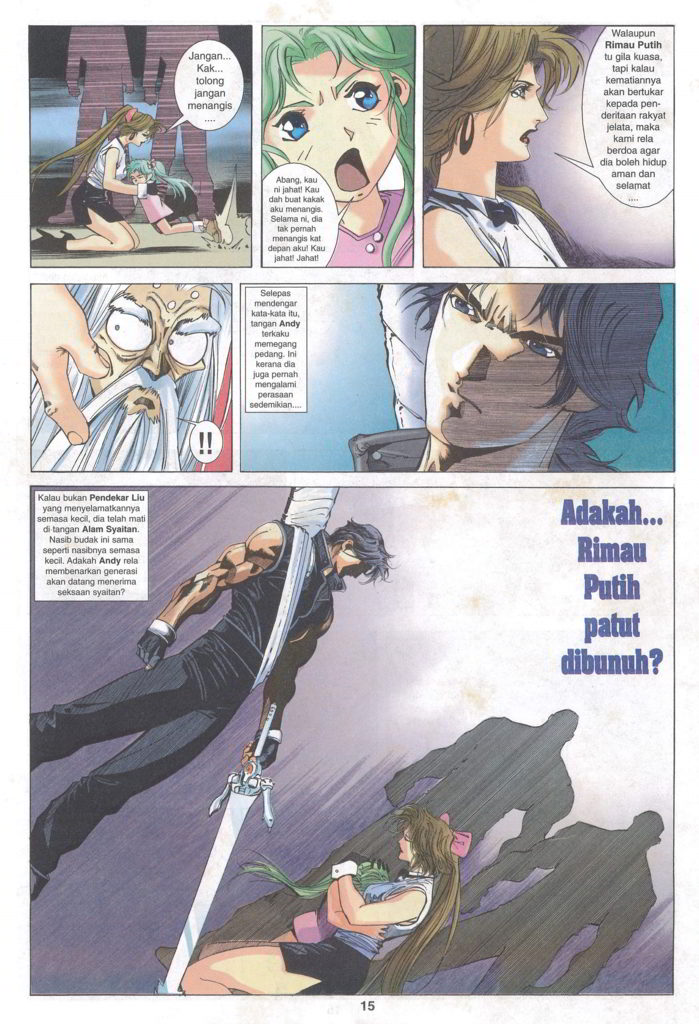 Jangan...
Kak...
tolong
jangan
menangis
....
Abang, kau
ni jahat! Kau
dah buat kakak
aku menangis.
Selama ni, dia
tak pernah
menangis kat
depan aku! Kau
jahat! Jahat!
Walaupun
Rimau Putih
tu gila kuasa,
tapi kalau
kematiannya
akan bertukar
kepada pen-
deritaan rakyat
jelata, maka
kami rela
berdoa agar
dia boleh hidup
aman dan
selamat
....
!!
Selepas
mendengar
kata-kata itu,
tangan Andy
terkaku
memegang
pedang. Ini
kerana dia
juga pernah
mengalami
perasaan
sedemikian....
Kalau bukan Pendekar Liu
yang menyelamatkannya
semasa kecil, dia telah mati
di tangan Alam Syaitan.
Nasib budak ini sama
seperti nasibnya semasa
kecil. Adakah Andy rela
membenarkan generasi
akan datang menerima
seksaan syaitan?
Adakah...
Rimau
Putih
patut
dibunuh?
15